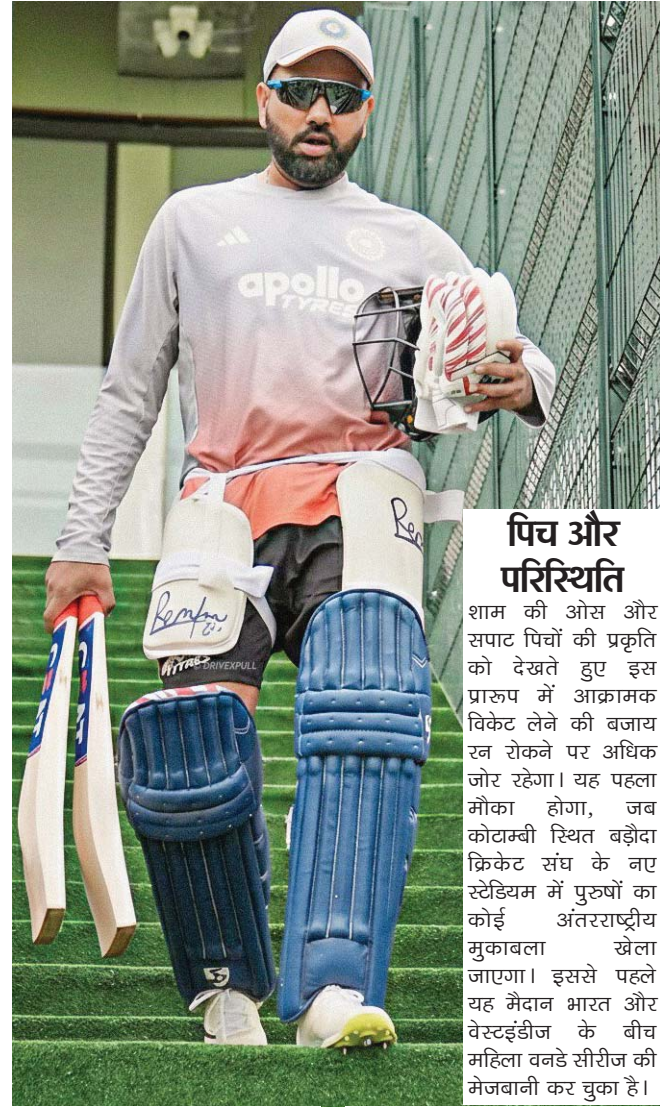 apollo
TYRES
© DRIVEXPULL
पिच और
परिस्थिति
शाम की ओस और
सपाट पिचों की प्रकृति
को देखते हुए इस
प्रारूप में आक्रामक
विकेट लेने की बजाय
रन रोकने पर अधिक
जोर रहेगा। यह पहला
मौका होगा, जब
कोटाम्बी स्थित बड़ौदा
क्रिकेट संघ के नए
स्टेडियम में पुरुषों का
कोई अंतरराष्ट्रीय
मुकाबला खेला
जाएगा। इससे पहले
यह मैदान भारत और
वेस्टइंडीज के बीच
महिला वनडे सीरीज की
मेजबानी कर चुका है।